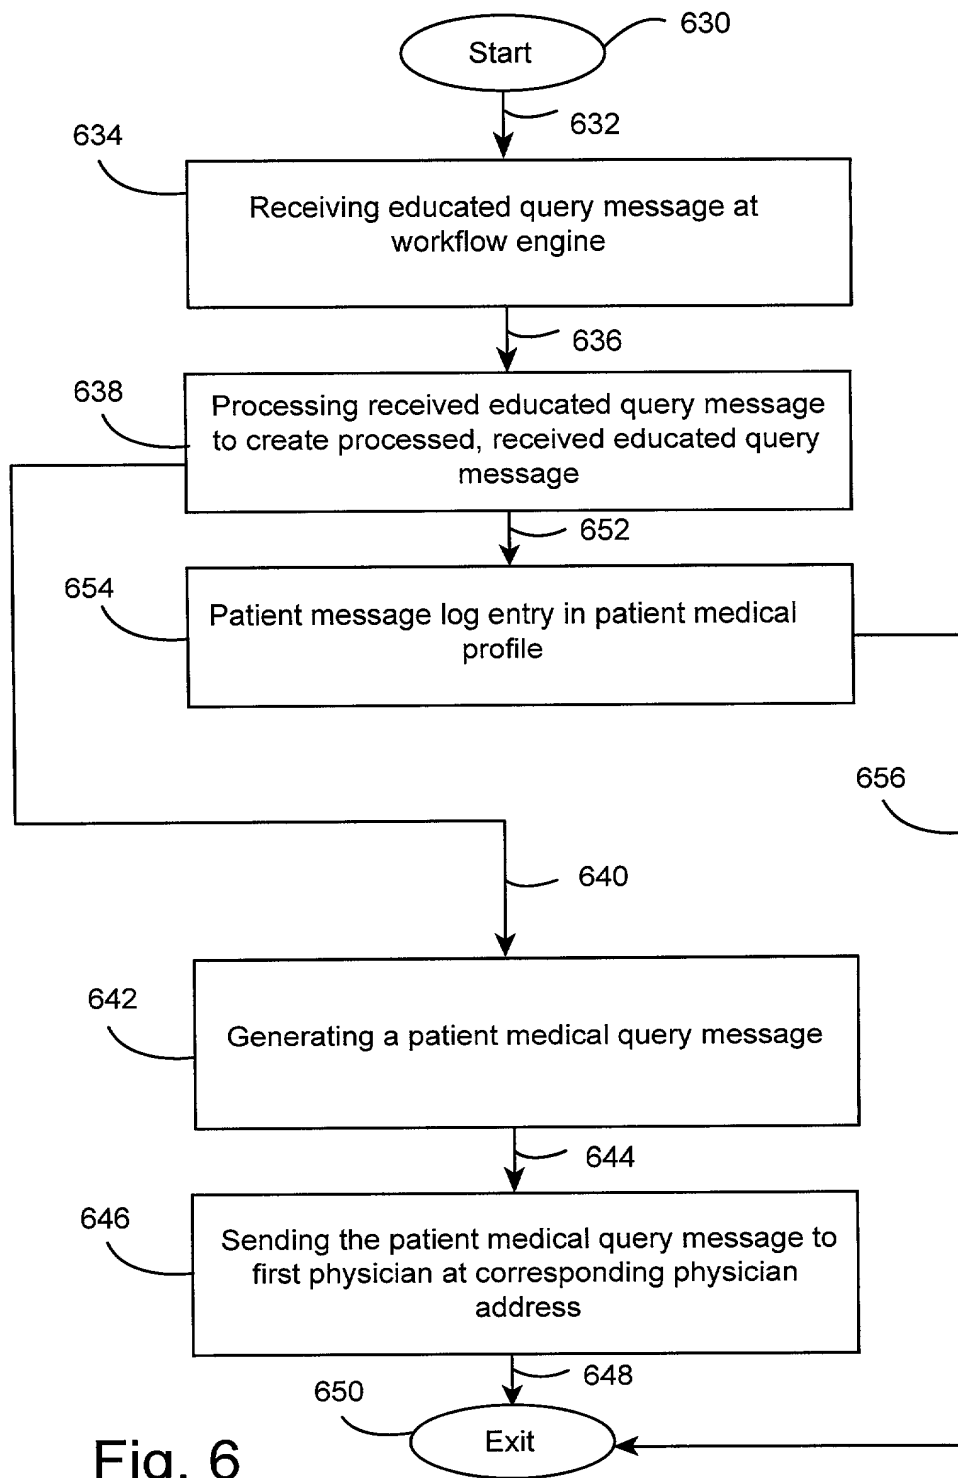 Start
630
632
634
Receiving educated query message at
workflow engine
636
638
Processing received educated query message
to create processed, received educated query
message
652
654
Patient message log entry in patient medical
profile
656
640
642
Generating a patient medical query message
644
646
Sending the patient medical query message to
first physician at corresponding physician
address
648
650
Exit
Fig. 6